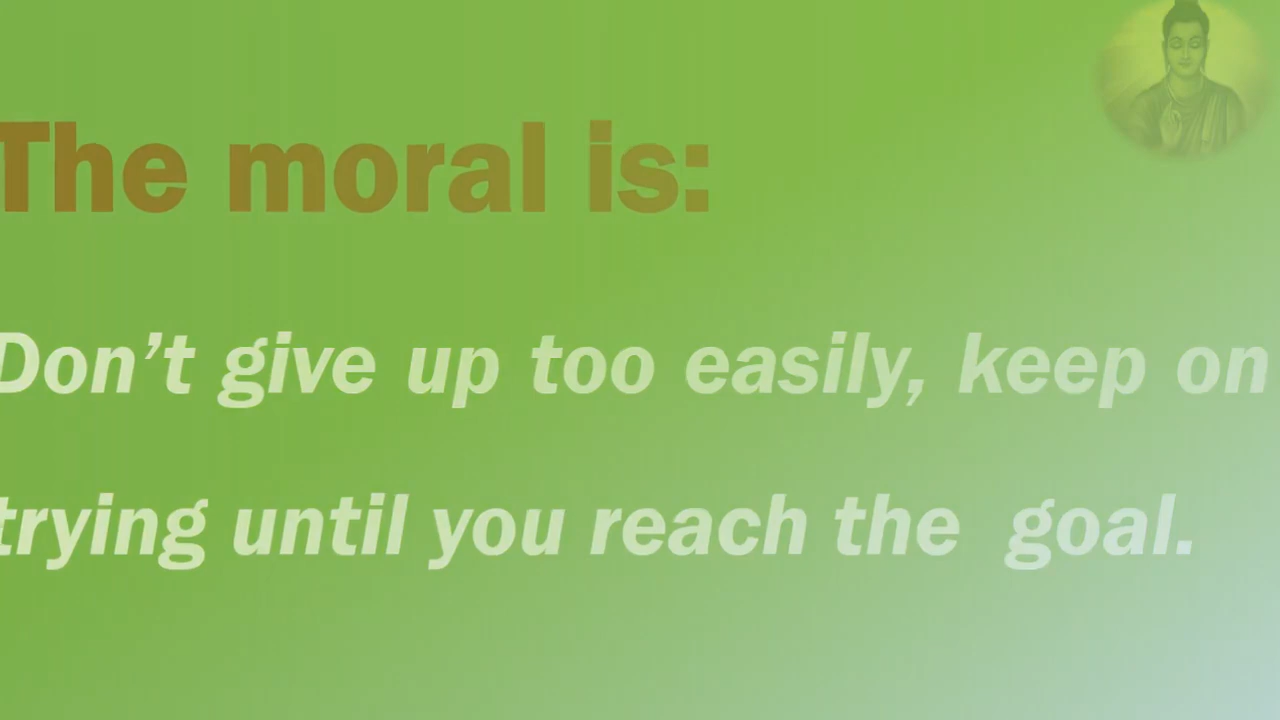 The moral is:
Don’t give up too easily, keep on
trying until you reach the goal.